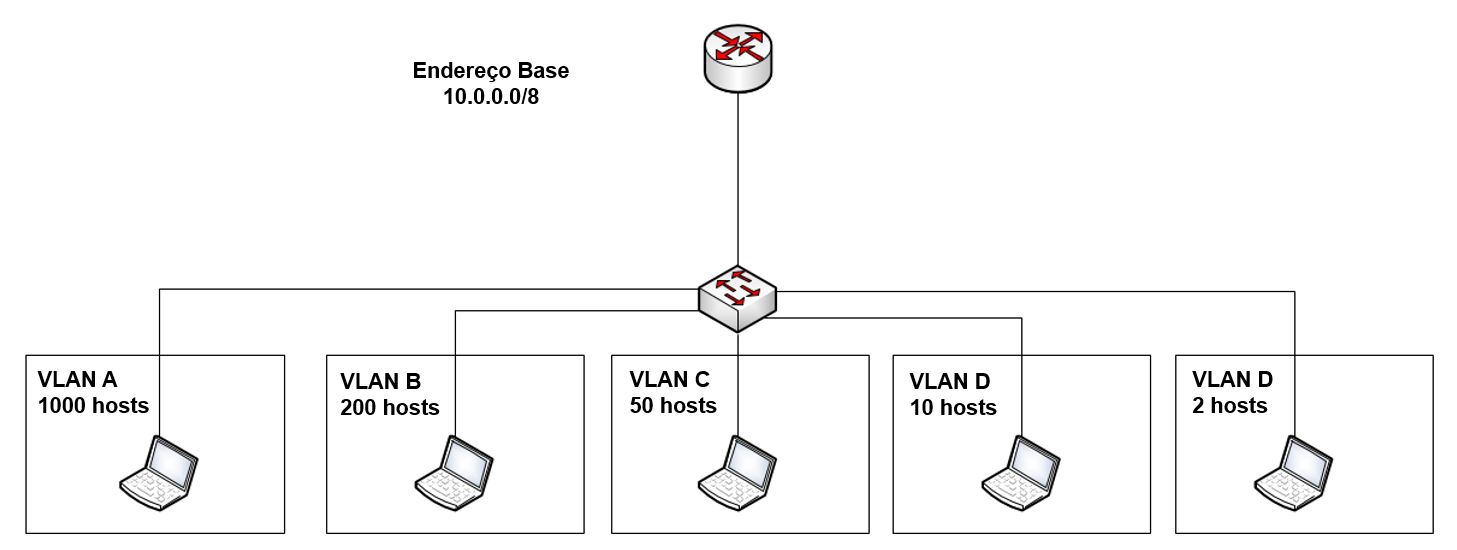 Endereço Base
10.0.0.0/8
VLAN A
1000 hosts
VLAN B
200 hosts
VLAN C
50 hosts
VLAN D
10 hosts
VLAN D
2 hosts